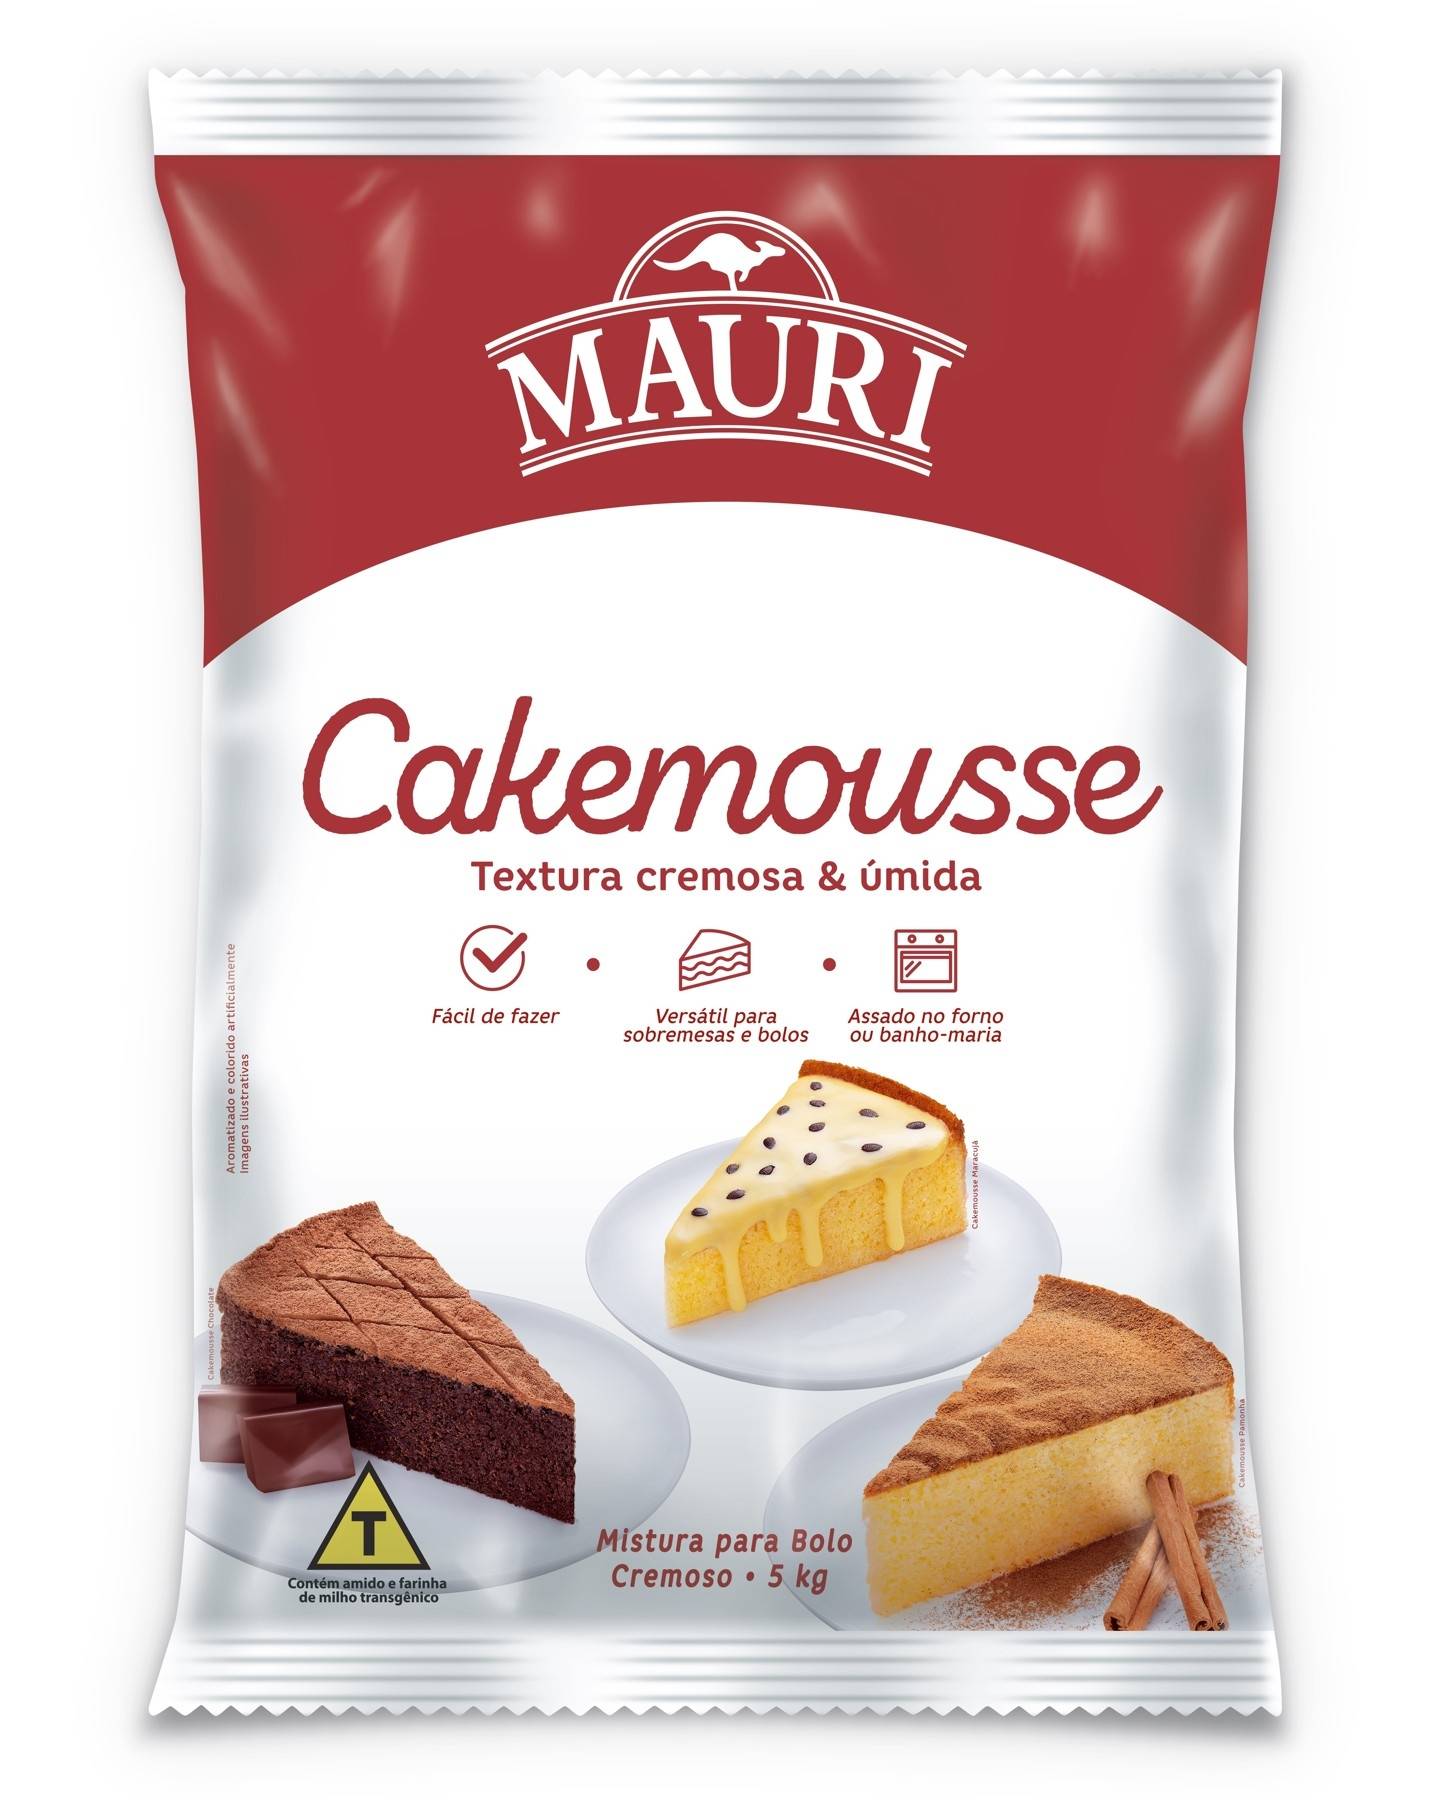 MAURI
Cakemousse
Textura cremosa & úmida
Fácil de fazer
Versátil para
sobremesas e bolos
Assado no forno
ou banho-maria
Aromatizado e colorido artificialmente
Imagens ilustrativas
Cakemousse Maracujá
Cakemousse Chocolate
Cakemousse Pamonha
T
Contém amido e farinha
de milho transgênico
Mistura para Bolo
Cremoso • 5 kg